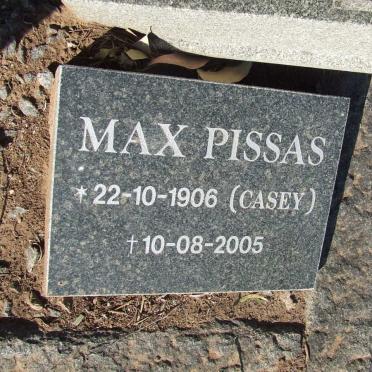 MAX PISSAS
*22-10-1906 (CASEY)
†10-08-2005